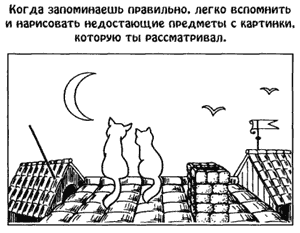 Когда запоминаешь правильно, легко вспомнить
и нарисовать недостающие предметы с картинки,
которую ты рассматривал.